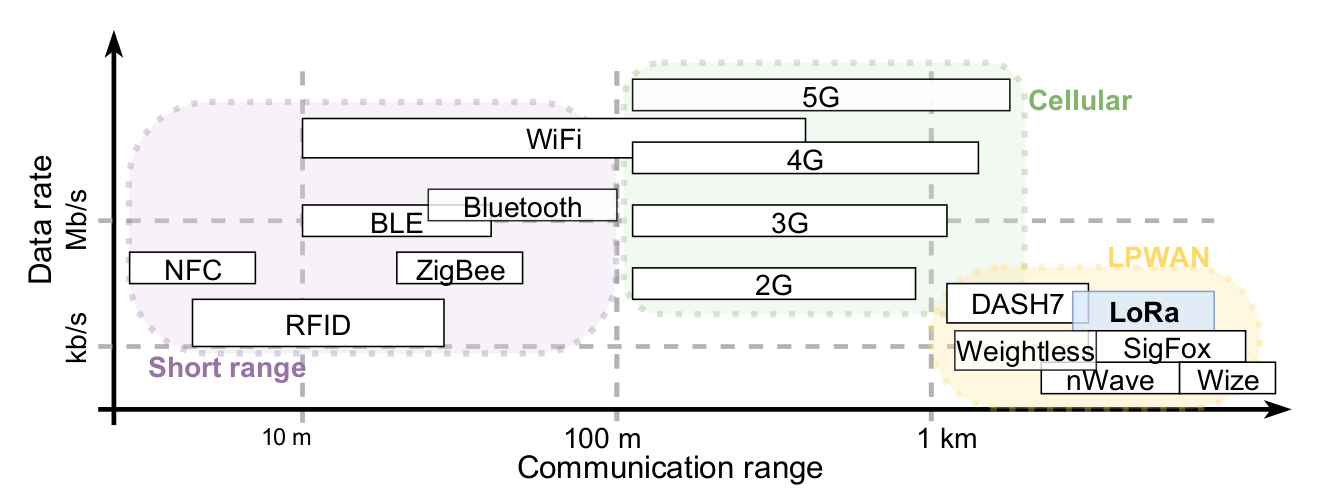 5G
Cellular
WiFi
4G
Data rate
Mb/s
Bluetooth
BLE
3G
NFC
ZigBee
2G
LPWAN
DASH7
LoRa
RFID
kb/s
Weightless
SigFox
Short range
nWave
Wize
10 m
100 m
1 km
Communication range